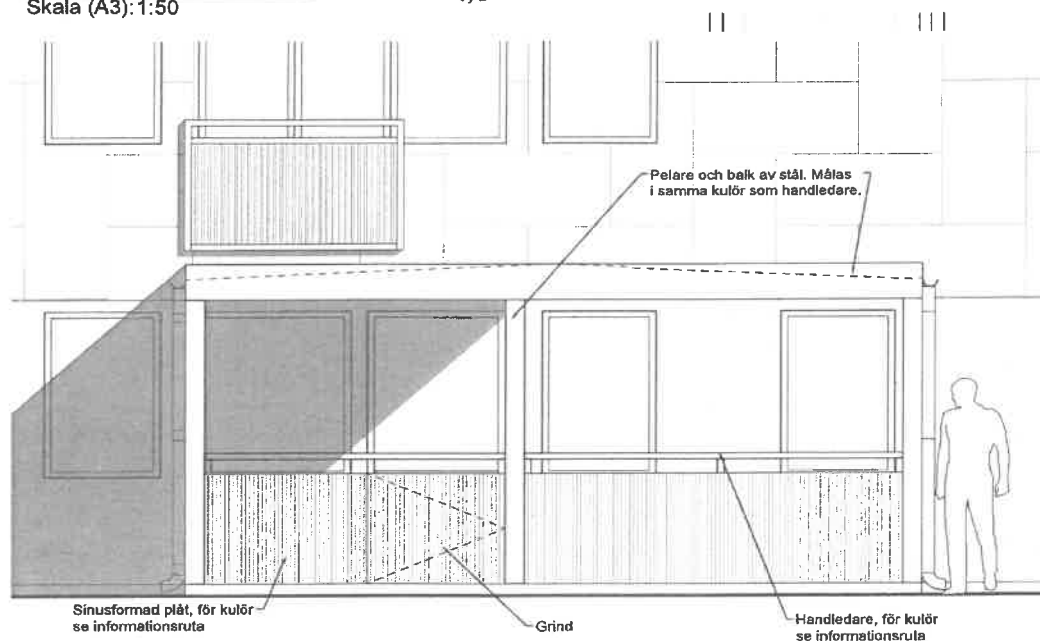 Skala (A3):1:50
Pelare och balk av stål. Målas
i samma kulör som handledare.
Sinusformad plåt, för kulör
se informationsruta
Grind
Handledare, för kulör
se informationsruta